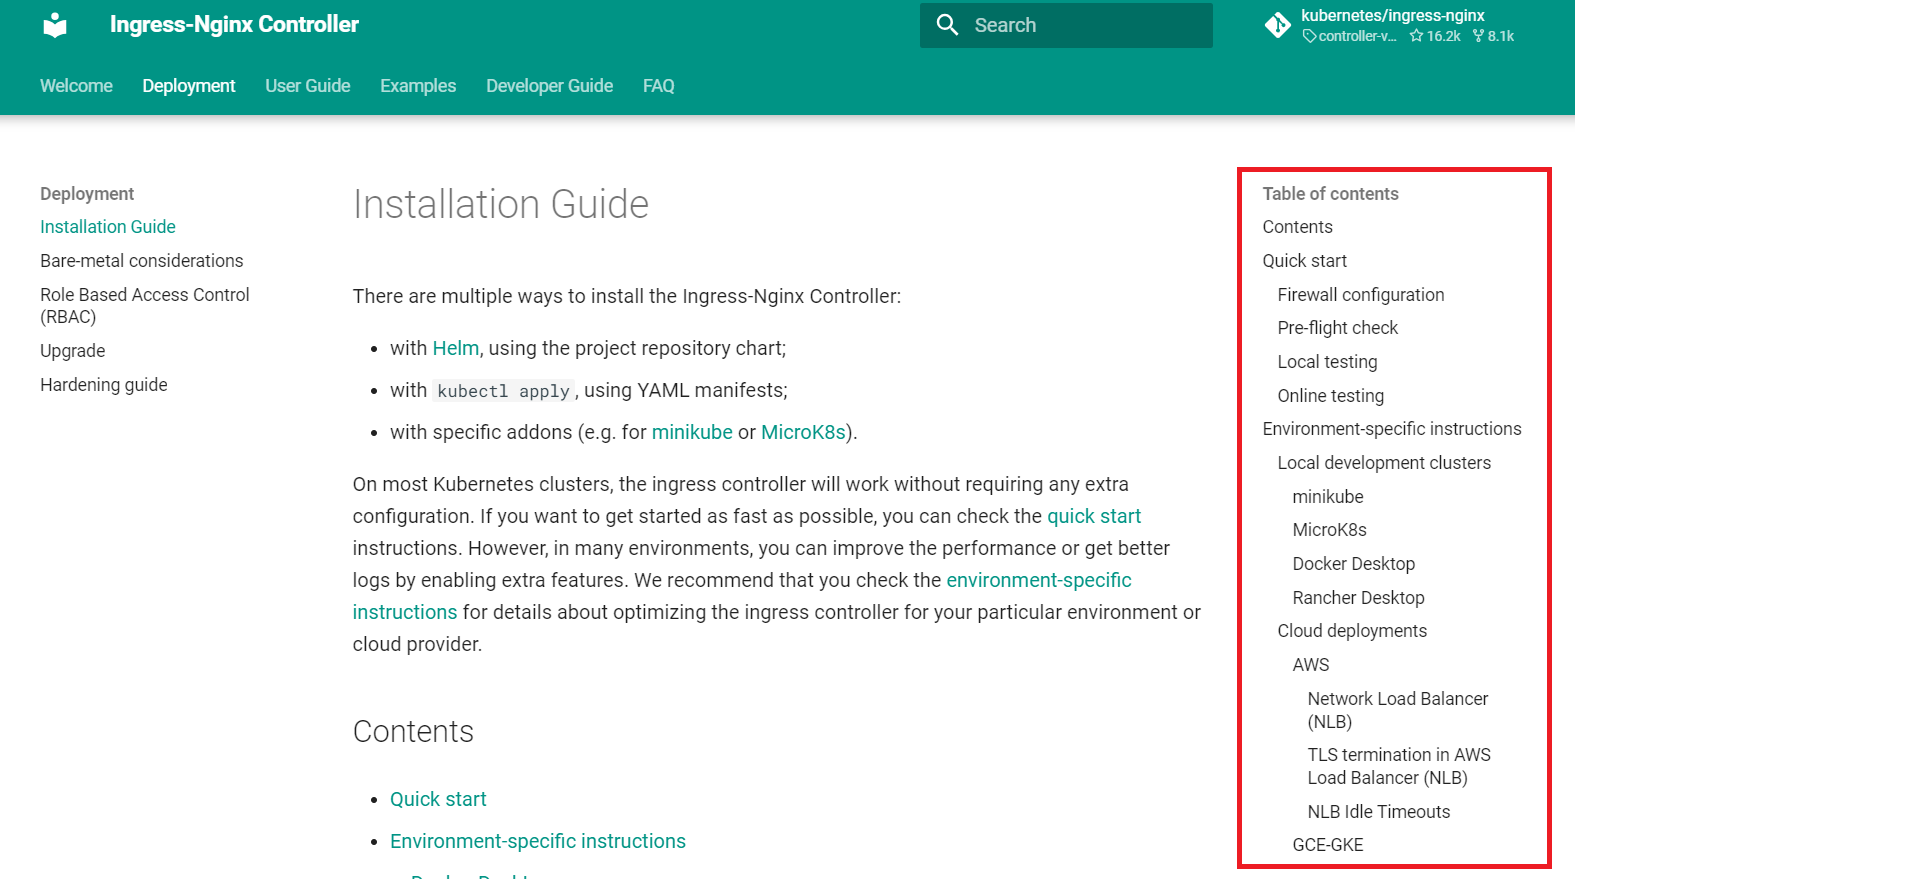 Ingress-Nginx Controller
Search
kubernetes/ingress-nginx
controller-v... 16.2k 8.1k
Welcome Deployment User Guide Examples Developer Guide FAQ
Deployment
Installation Guide
Bare-metal considerations
Role Based Access Control
(RBAC)
Upgrade
Hardening guide
Installation Guide
There are multiple ways to install the Ingress-Nginx Controller:
• with Helm, using the project repository chart;
• with kubectl apply, using YAML manifests;
• with specific addons (e.g. for minikube or MicroK8s).
On most Kubernetes clusters, the ingress controller will work without requiring any extra
configuration. If you want to get started as fast as possible, you can check the quick start
instructions. However, in many environments, you can improve the performance or get better
logs by enabling extra features. We recommend that you check the environment-specific
instructions for details about optimizing the ingress controller for your particular environment or
cloud provider.
Contents
• Quick start
• Environment-specific instructions
Table of contents
Contents
Quick start
Firewall configuration
Pre-flight check
Local testing
Online testing
Environment-specific instructions
Local development clusters
minikube
MicroK8s
Docker Desktop
Rancher Desktop
Cloud deployments
AWS
Network Load Balancer
(NLB)
TLS termination in AWS
Load Balancer (NLB)
NLB Idle Timeouts
GCE-GKE